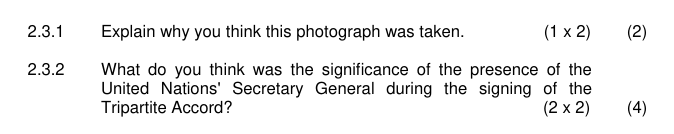 2.3.1 Explain why you think this photograph was taken. (1 x 2) (2)
2.3.2 What do you think was the significance of the presence of the
United Nations' Secretary General during the signing of the
Tripartite Accord? (2 x 2) (4)